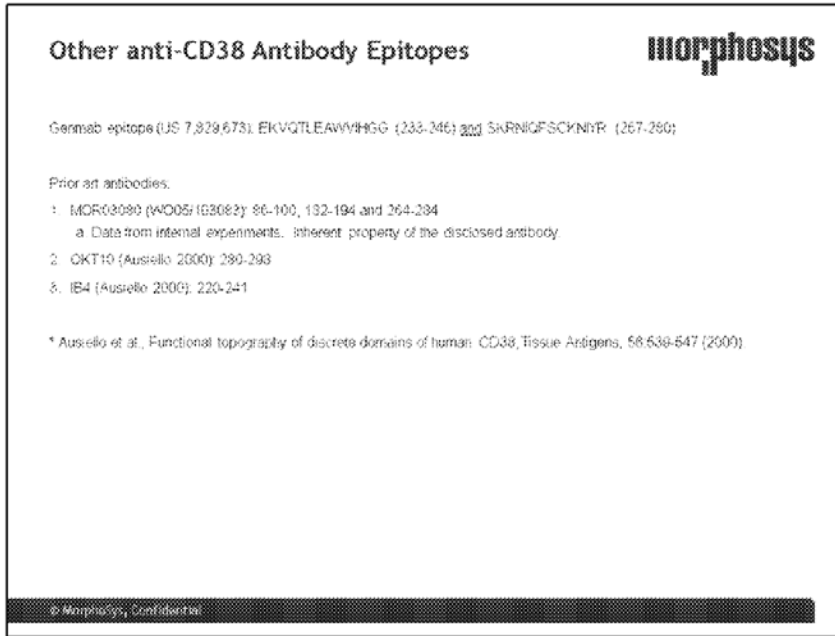 Other anti-CD38 Antibody Epitopes
morphosys
Genmab epitope (US 7,829,673): EKVQTLEAWVIHGG (233-246) and SKRNIQFSCKNIYR (267-280)
Prior art antibodies:
1. MOR03080 (WO05/103083): 86-100, 132-194 and 264-284
a. Data from internal experiments. Inherent property of the disclosed antibody.
2. OKT10 (Ausiello 2000): 280-293
3. IB4 (Ausiello 2000): 220-241
* Ausiello et al., Functional topography of discrete domains of human CD38, Tissue Antigens, 56:539-547 (2000).
© MorphoSys, Confidential